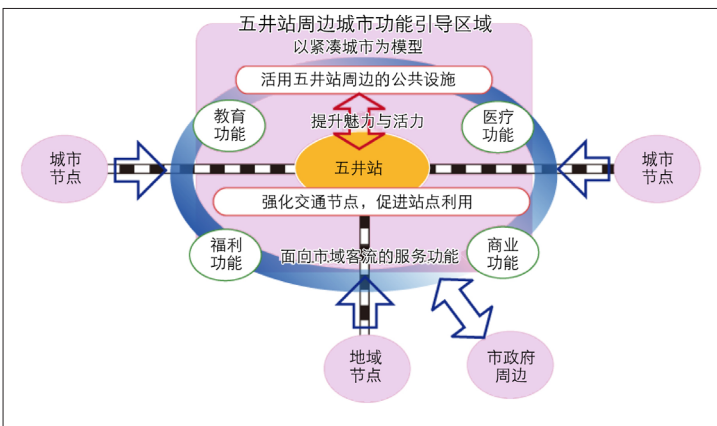 五井站周边城市功能引导区域
以紧凑城市为模型
活用五井站周边的公共设施
教育
功能
提升魅力与活力
医疗
功能
城市
节点
五井站
城市
节点
强化交通节点，促进站点利用
福利
功能
面向市域客流的服务功能
商业
功能
地域
节点
市政府
周边